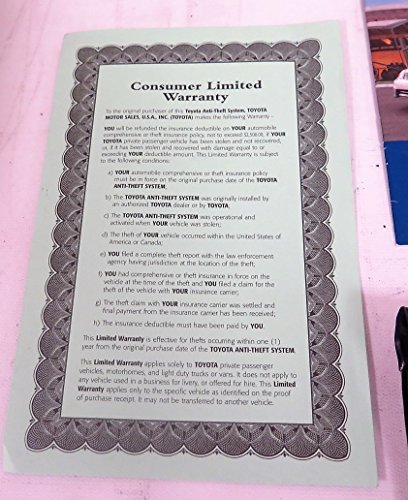 Consumer Limited
Warranty
To the original purchaser of this Toyota Anti-Theft System, TOYOTA
MOTOR SALES, U.S.A., INC. (TOYOTA) makes the following Warranty –
YOU will be refunded the insurance deductible on YOUR automobile
comprehensive or theft insurance policy, not to exceed $2,500.00, if YOUR
TOYOTA private passenger vehicle has been stolen and not recovered,
or, if it has been stolen and recovered with damage equal to or
exceeding YOUR deductible amount. This Limited Warranty is subject
to the following conditions:
a) YOUR automobile comprehensive or theft insurance policy
must be in force on the original purchase date of the TOYOTA
ANTI-THEFT SYSTEM;
b) The TOYOTA ANTI-THEFT SYSTEM was originally installed by
an authorized TOYOTA dealer or by TOYOTA;
c) The TOYOTA ANTI-THEFT SYSTEM was operational and
activated when YOUR vehicle was stolen;
d) The theft of YOUR vehicle occurred within the United States of
America or Canada;
e) YOU filed a complete theft report with the law enforcement
agency having jurisdiction at the location of the theft;
f) YOU had comprehensive or theft insurance in force on the
vehicle at the time of the theft and YOU filed a claim for the
theft of the vehicle with YOUR insurance carrier;
g) The theft claim with YOUR insurance carrier was settled and
final payment from the insurance carrier has been received;
h) The insurance deductible must have been paid by YOU.
This Limited Warranty is effective for thefts occurring within one (1)
year from the original purchase date of the TOYOTA ANTI-THEFT SYSTEM.
This Limited Warranty applies solely to TOYOTA private passenger
vehicles, motorhomes, and light duty trucks or vans. It does not apply to
any vehicle used in a business for livery, or offered for hire. This Limited
Warranty applies only to the specific vehicle as identified on the proof
of purchase receipt. It may not be transferred to another vehicle.